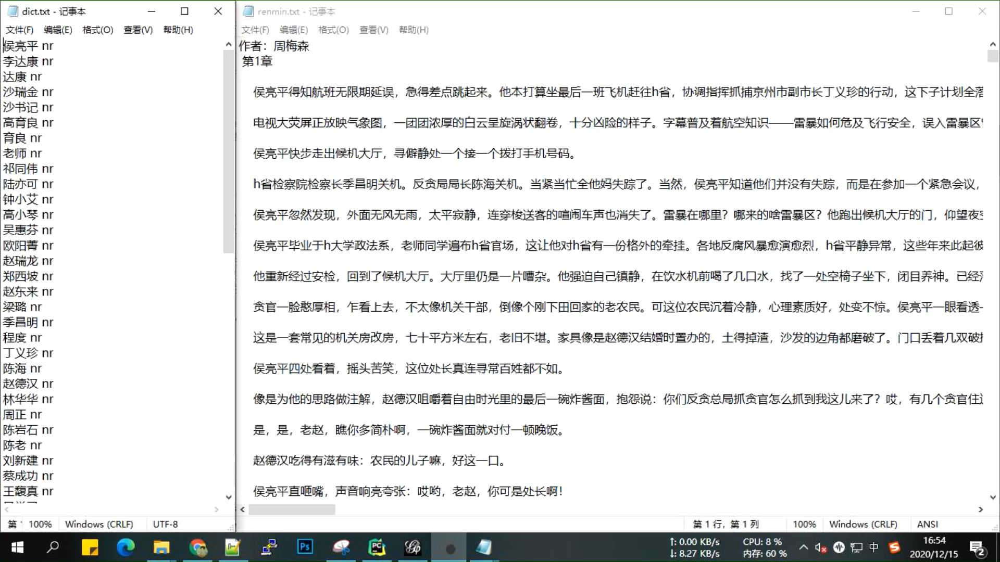 dict.txt - 记事本
文件(F) 编辑(E) 格式(O) 查看(V) 帮助(H)
侯亮平 nr
李达康 nr
达康 nr
沙瑞金 nr
沙书记 nr
高育良 nr
育良 nr
老师 nr
祁同伟 nr
陆亦可 nr
钟小艾 nr
高小琴 nr
吴惠芬 nr
欧阳菁 nr
赵瑞龙 nr
郑西坡 nr
赵东来 nr
梁璐 nr
季昌明 nr
程度 nr
丁义珍 nr
陈海 nr
赵德汉 nr
林华华 nr
周正 nr
陈岩石 nr
陈老 nr
刘新建 nr
蔡成功 nr
王馥真 nr
第 100% Windows (CRLF) UTF-8
renmin.txt - 记事本
文件(F) 编辑(E) 格式(O) 查看(V) 帮助(H)
作者：周梅森
第1章
侯亮平得知航班无限期延误，急得差点跳起来。他本打算坐最后一班飞机赶往h省，协调指挥抓捕京州市副市长丁义珍的行动，这下子计划全落
电视大荧屏正放映气象图，一团团浓厚的白云呈旋涡状翻卷，十分凶险的样子。字幕普及着航空知识——雷暴如何危及飞行安全，误入雷暴区
侯亮平快步走出候机大厅，寻僻静处一个接一个拨打手机号码。
h省检察院检察长季昌明关机。反贪局局长陈海关机。当紧当忙全他妈失踪了。当然，侯亮平知道他们并没有失踪，而是在参加一个紧急会议，
侯亮平忽然发现，外面无风无雨，太平寂静，连穿梭送客的喧闹车声也消失了。雷暴在哪里？哪来的啥雷暴区？他跑出候机大厅的门，仰望夜空
侯亮平毕业于h大学政法系，老师同学遍布h省官场，这让他对h省有一份格外的牵挂。各地反腐风暴愈演愈烈，h省平静异常，这些年来此起彼
他重新经过安检，回到了候机大厅。大厅里仍是一片嘈杂。他强迫自己镇静，在饮水机前喝了几口水，找了一处空椅子坐下，闭目养神。已经
贪官一脸憨厚相，乍看上去，不太像机关干部，倒像个刚下田回家的老农民。可这位农民沉着冷静，心理素质好，处变不惊。侯亮平一眼看透
这是一套常见的机关房改房，七十平方米左右，老旧不堪。家具像是赵德汉结婚时置办的，土得掉渣，沙发的边角都磨破了。门口丢着几双破
侯亮平四处看着，摇头苦笑，这位处长真连寻常百姓都不如。
像是为他的思路做注解，赵德汉咀嚼着自由时光里的最后一碗炸酱面，抱怨说：你们反贪总局抓贪官怎么抓到我这儿来了？哎，有几个贪官住
是，是，老赵，瞧你多简朴啊，一碗炸酱面就对付一顿晚饭。
赵德汉吃得有滋有味：农民的儿子嘛，好这一口。
侯亮平直咂嘴，声音响亮夸张：哎哟，老赵，你可是处长啊！
第 1 行，第 1 列 100% Windows (CRLF) ANSI
↑: 0.00 KB/s CPU: 8 %
↓: 8.27 KB/s 内存: 60 %
中
16:54
2020/12/15
2
Ps
PC